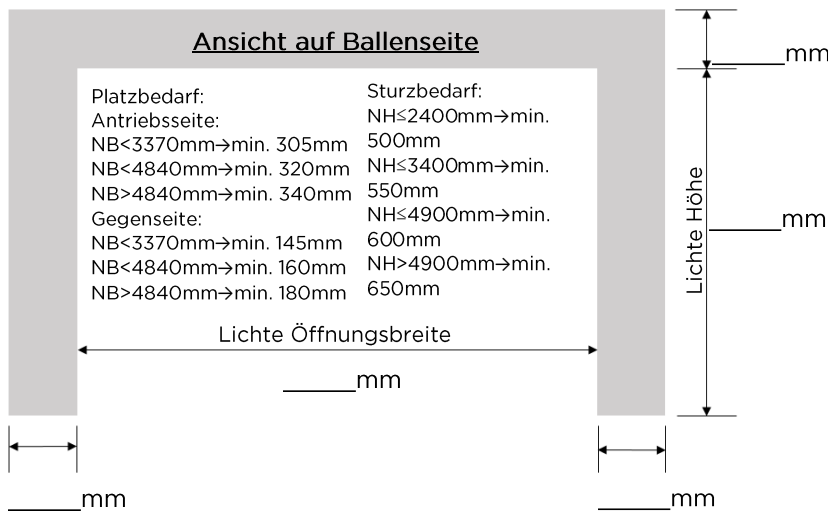 Ansicht auf Ballenseite
_____mm
Platzbedarf:
Antriebsseite:
NB<3370mm→min. 305mm
NB<4840mm→min. 320mm
NB>4840mm→min. 340mm
Gegenseite:
NB<3370mm→min. 145mm
NB<4840mm→min. 160mm
NB>4840mm→min. 180mm
Sturzbedarf:
NH≤2400mm→min.
500mm
NH≤3400mm→min.
550mm
NH≤4900mm→min.
600mm
NH>4900mm→min.
650mm
Lichte Höhe
_____mm
Lichte Öffnungsbreite
_____mm
_____mm
_____mm